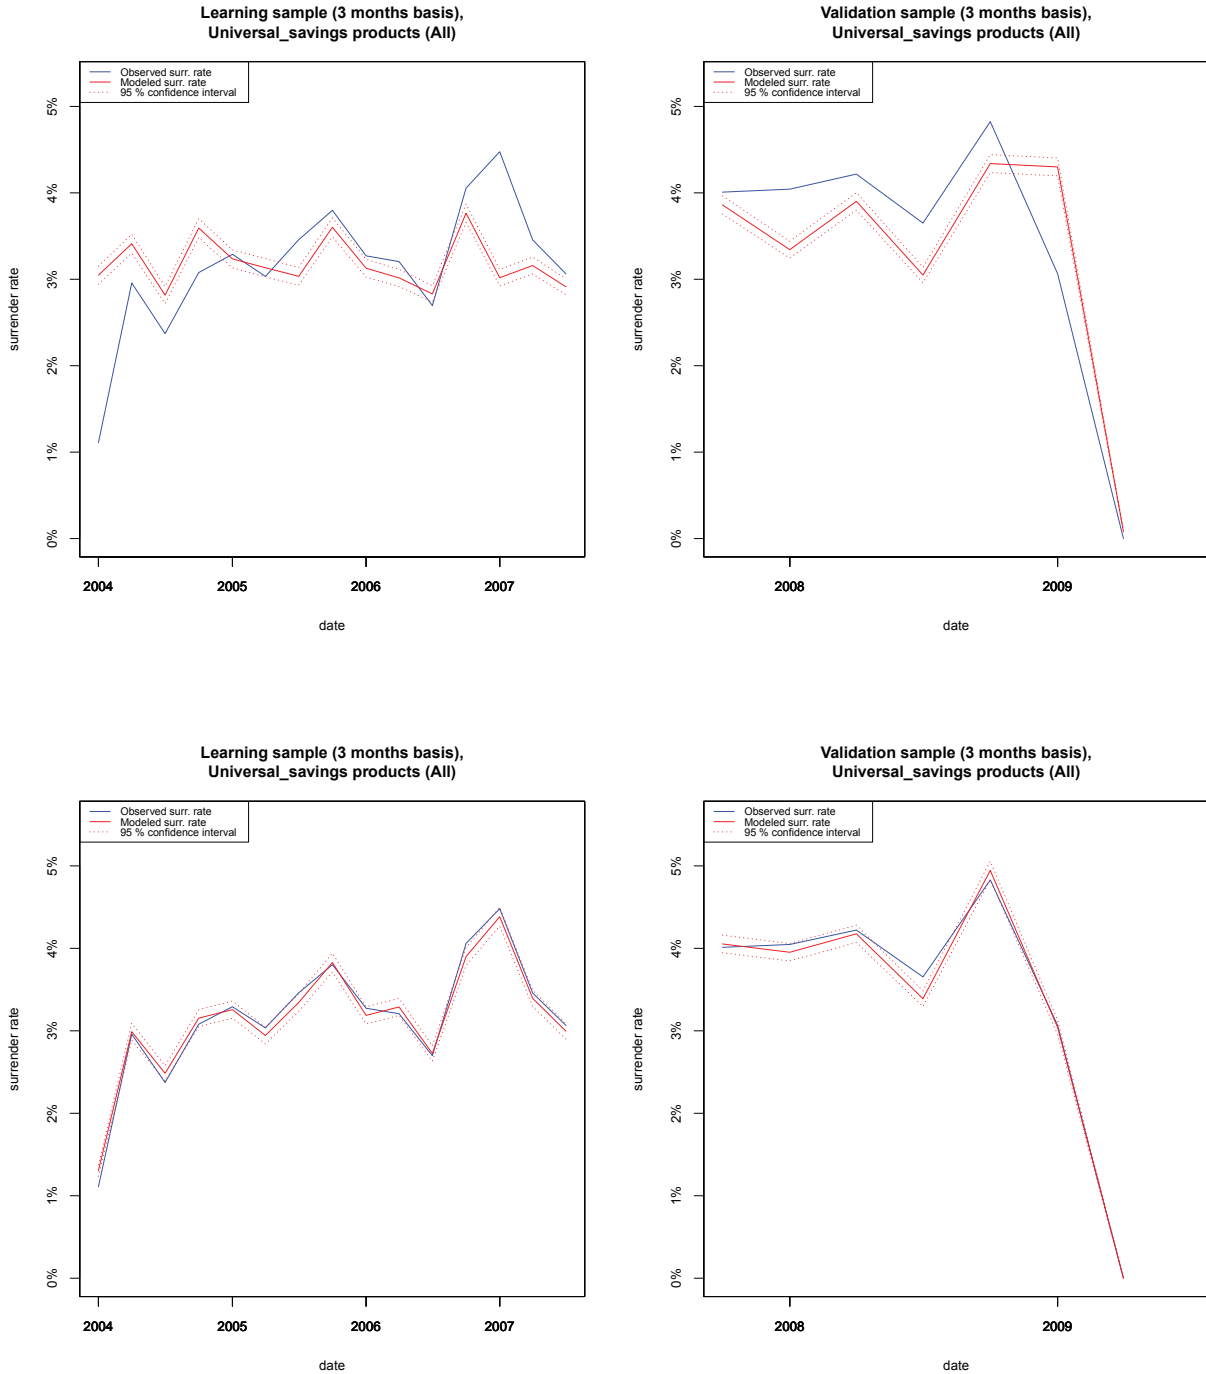 Learning sample (3 months basis),
Universal_savings products (All)
Observed surr. rate
Modeled surr. rate
95 % confidence interval
5%
4%
3%
2%
1%
0%
surrender rate
2004
2005
2006
2007
date
Validation sample (3 months basis),
Universal_savings products (All)
Observed surr. rate
Modeled surr. rate
95 % confidence interval
5%
4%
3%
2%
1%
0%
surrender rate
2008
2009
date
Learning sample (3 months basis),
Universal_savings products (All)
Observed surr. rate
Modeled surr. rate
95 % confidence interval
5%
4%
3%
2%
1%
0%
surrender rate
2004
2005
2006
2007
date
Validation sample (3 months basis),
Universal_savings products (All)
Observed surr. rate
Modeled surr. rate
95 % confidence interval
5%
4%
3%
2%
1%
0%
surrender rate
2008
2009
date